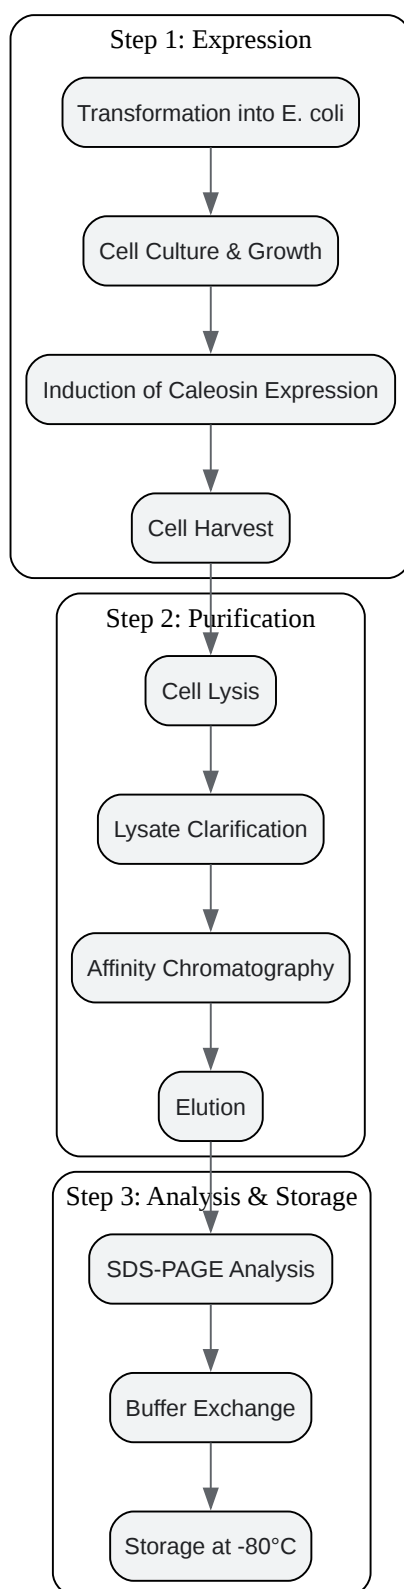 Step 1: Expression
Transformation into E. coli
Cell Culture & Growth
Induction of Caleosin Expression
Cell Harvest
Step 2: Purification
Cell Lysis
Lysate Clarification
Affinity Chromatography
Elution
Step 3: Analysis & Storage
SDS-PAGE Analysis
Buffer Exchange
Storage at -80°C